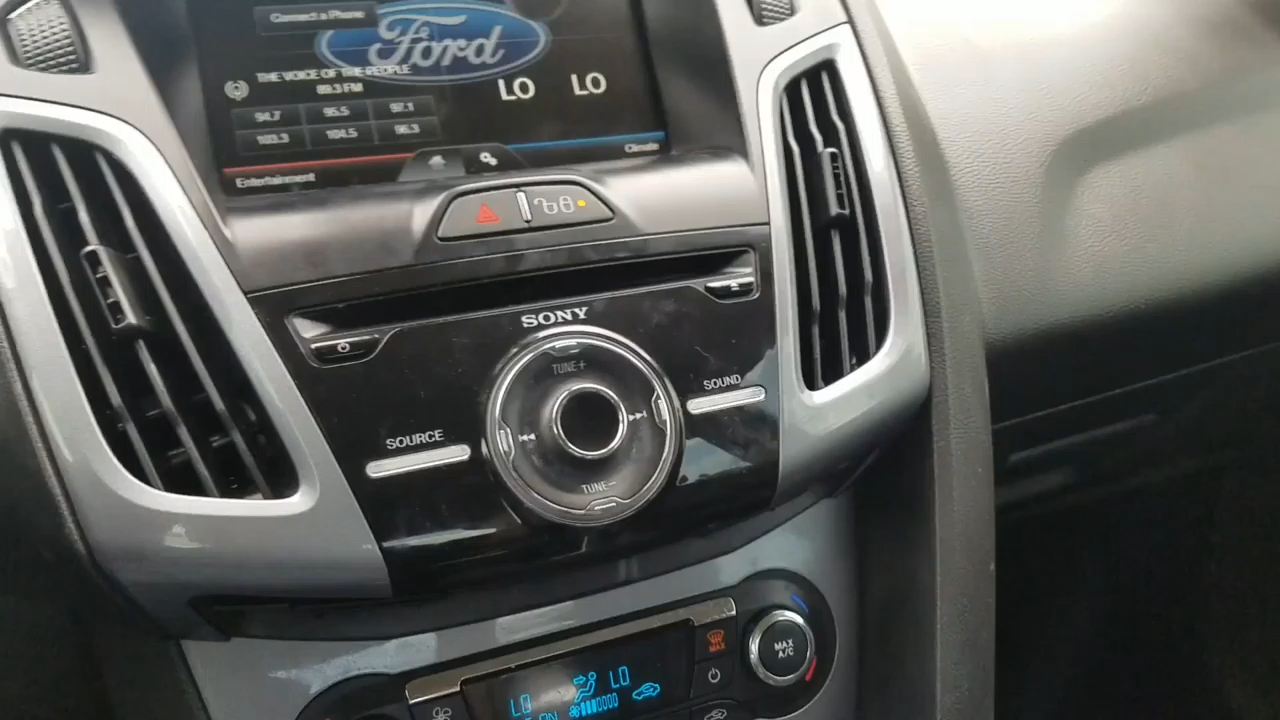 Connect a Phone
Ford
THE VOICE OF THE PEOPLE
89.3 FM
LO LO
94.7 95.5 97.1
103.3 104.5 96.3
Climate
Entertainment
SONY
TUNE+
SOUND
SOURCE
TUNE−
MAX
MAX
A/C
LO
LO